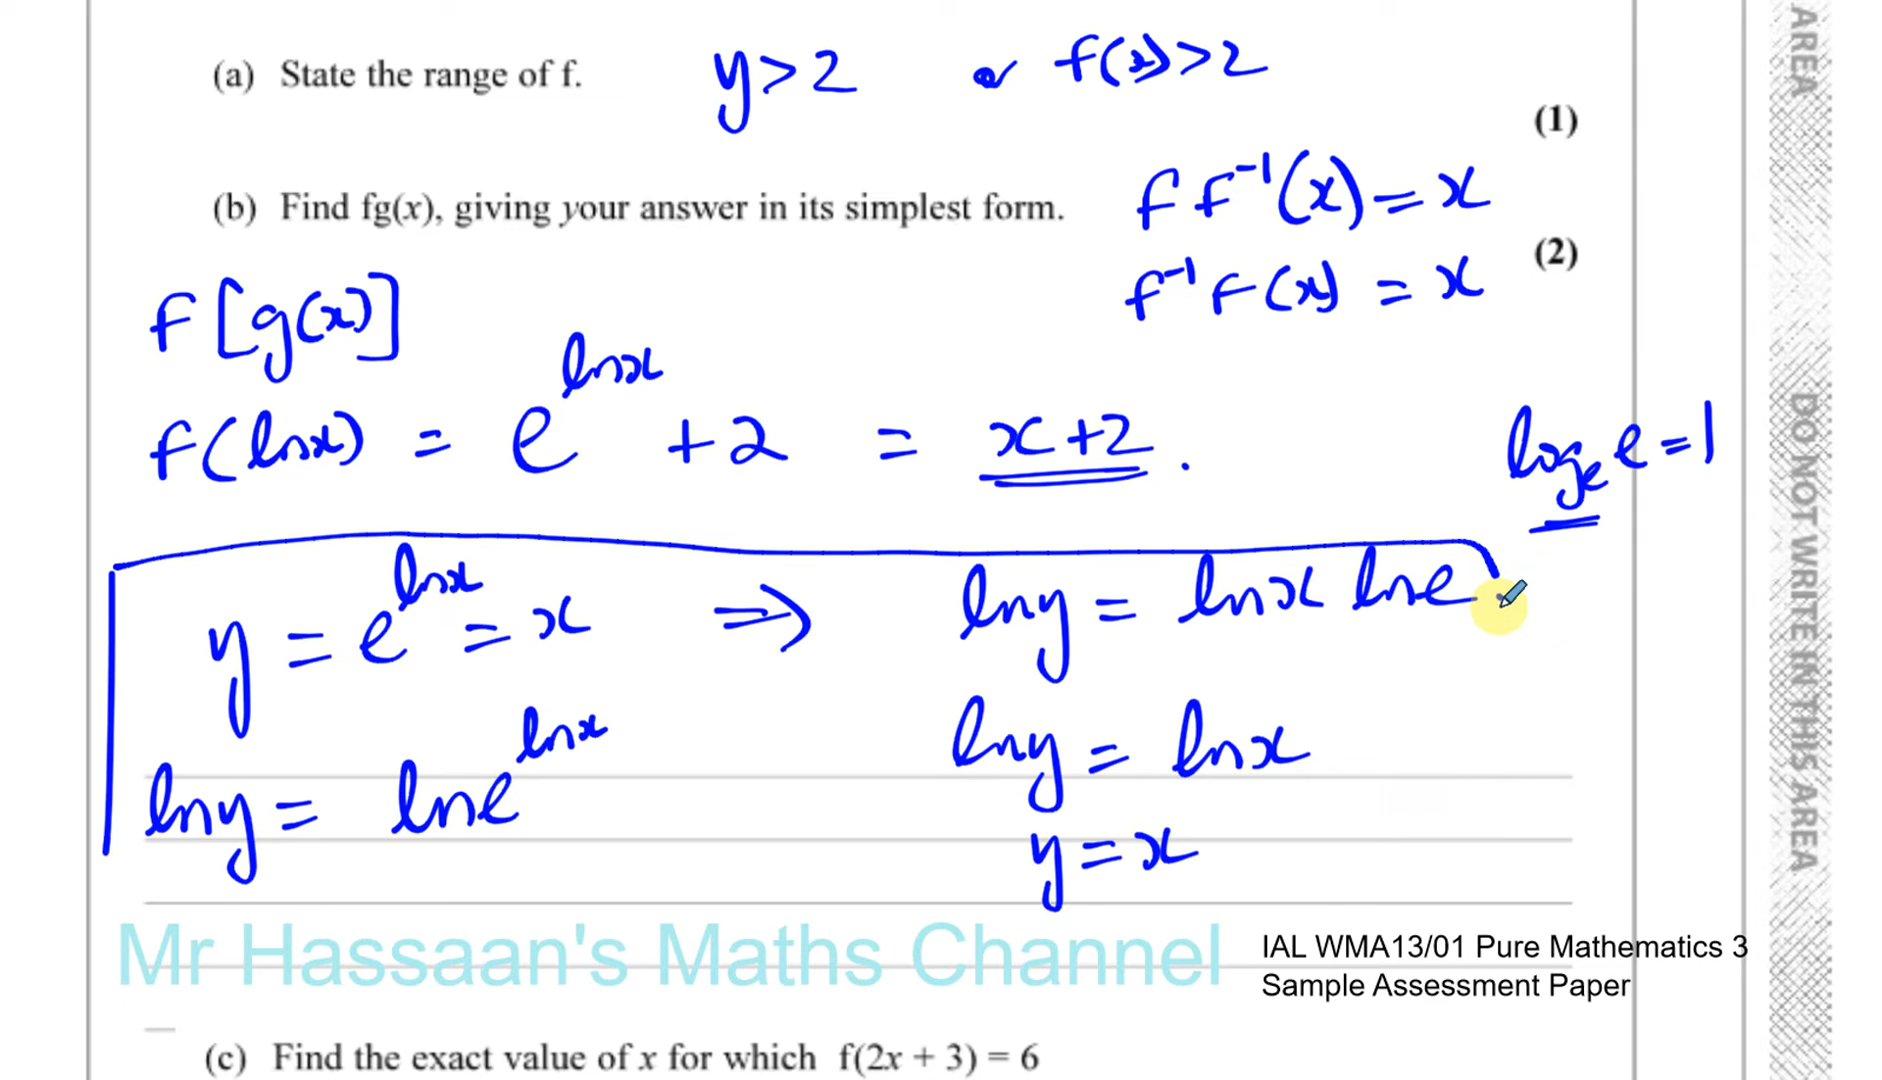 (a) State the range of f. y>2 or f(x)>2
(1)
(b) Find fg(x), giving your answer in its simplest form. f f⁻¹(x)=x
(2)
f⁻¹f(x) = x
f[g(x)]
f(lnx) = e^lnx +2 = x+2.
logₑe=1
y=e^lnx=x ⇒ lny = lnx lne
lny = lne^lnx
lny = lnx
y=x
Mr Hassaan's Maths Channel
IAL WMA13/01 Pure Mathematics 3
Sample Assessment Paper
(c) Find the exact value of x for which f(2x + 3) = 6
AREA
DO NOT WRITE IN THIS AREA